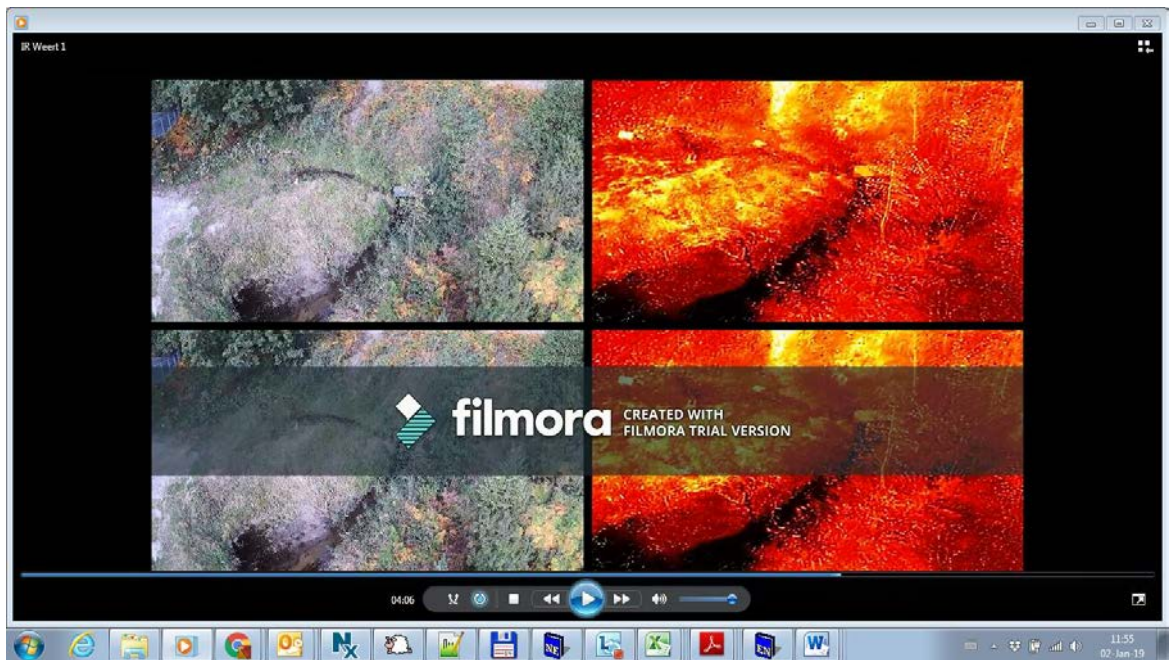 IR Weert 1
filmora
CREATED WITH
FILMORA TRIAL VERSION
04:06
11:55
02-Jan-19